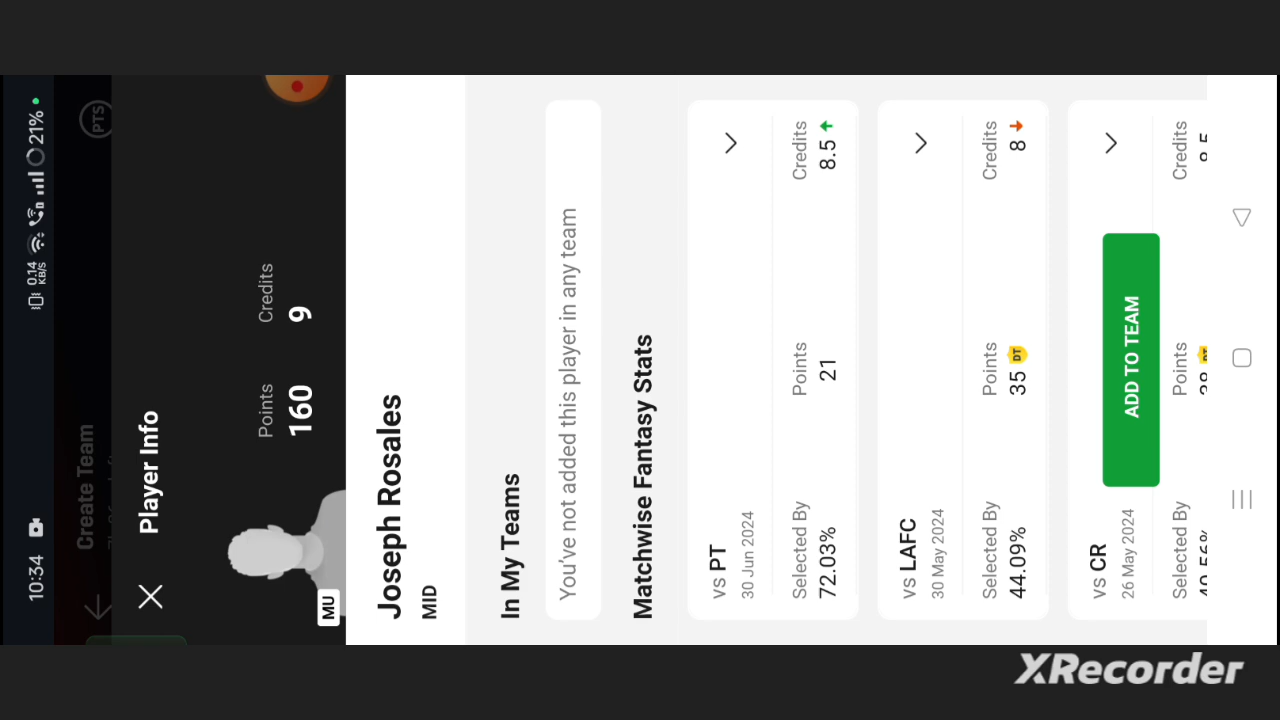 10:34
0.14
KB/S
21%
Create Team
PTS
Player Info
Points
Credits
160
9
MU
Joseph Rosales
MID
In My Teams
You've not added this player in any team
Matchwise Fantasy Stats
vs PT
30 Jun 2024
Selected By
Points
Credits
72.03%
21
8.5
vs LAFC
30 May 2024
Selected By
Points
Credits
44.09%
35
DT
8
vs CR
26 May 2024
ADD TO TEAM
Selected By
Points
Credits
XRecorder